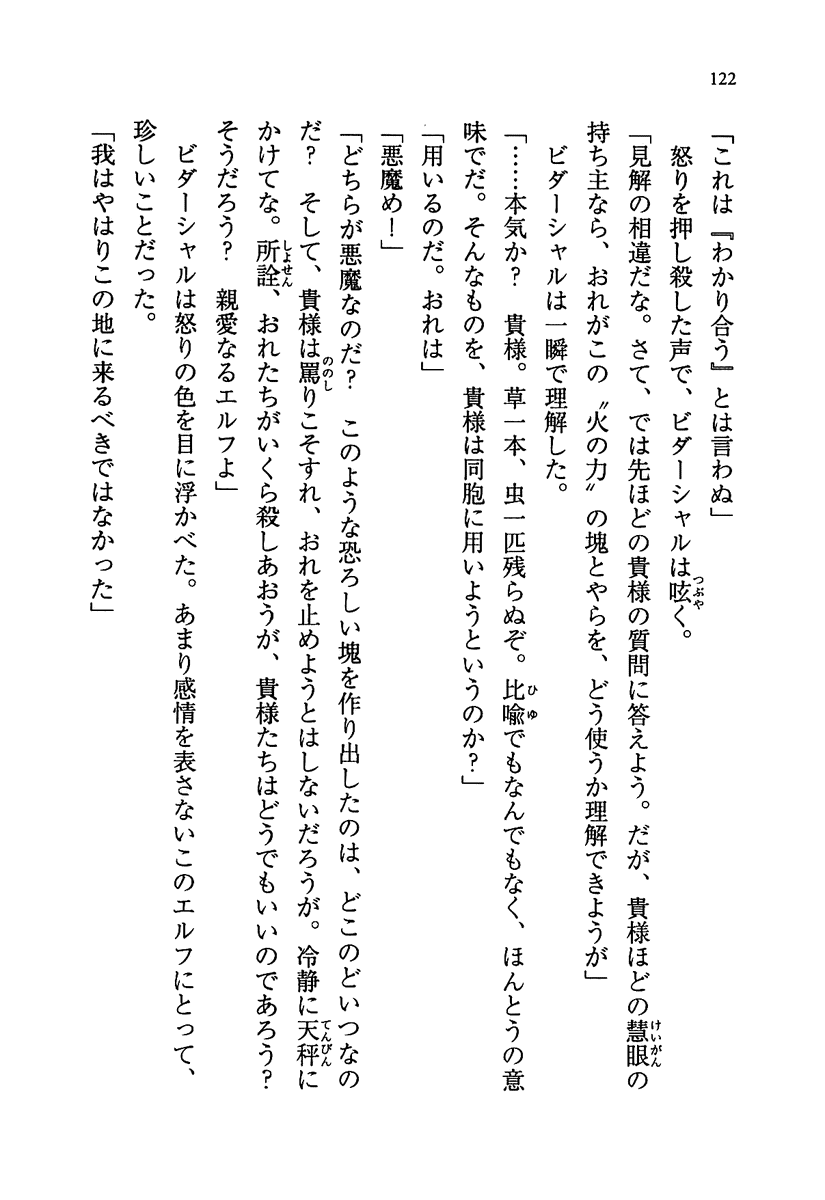 122
「これは『わかり合う』とは言わぬ」
　怒りを押し殺した声で、ビダーシャルは呟く。
「見解の相違だな。さて、では先ほどの貴様の質問に答えよう。だが、貴様ほどの慧眼の
持ち主なら、おれがこの〝火の力〟の塊とやらを、どう使うか理解できようが」
　ビダーシャルは一瞬で理解した。
「……本気か？　貴様。草一本、虫一匹残らぬぞ。比喩でもなんでもなく、ほんとうの意
味でだ。そんなものを、貴様は同胞に用いようというのか？」
「用いるのだ。おれは」
「悪魔め！」
「どちらが悪魔なのだ？　このような恐ろしい塊を作り出したのは、どこのどいつなの
だ？　そして、貴様は罵りこそすれ、おれを止めようとはしないだろうが。冷静に天秤に
かけてな。所詮、おれたちがいくら殺しあおうが、貴様たちはどうでもいいのであろう？
そうだろう？　親愛なるエルフよ」
　ビダーシャルは怒りの色を目に浮かべた。あまり感情を表さないこのエルフにとって、
珍しいことだった。
「我はやはりこの地に来るべきではなかった」